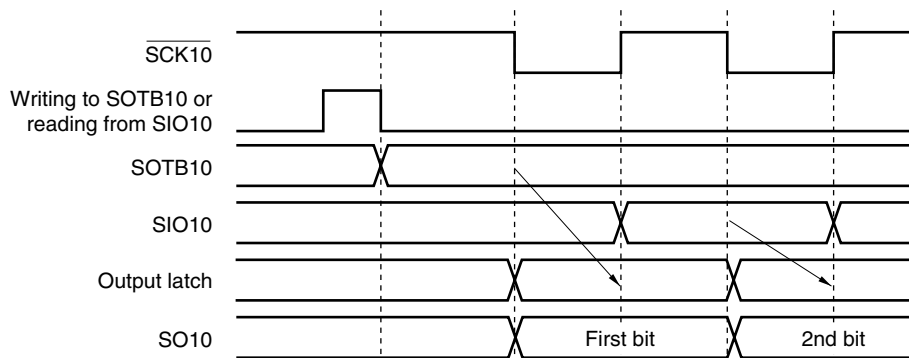 SCK10
Writing to SOTB10 or
reading from SIO10
SOTB10
SIO10
Output latch
SO10
First bit
2nd bit